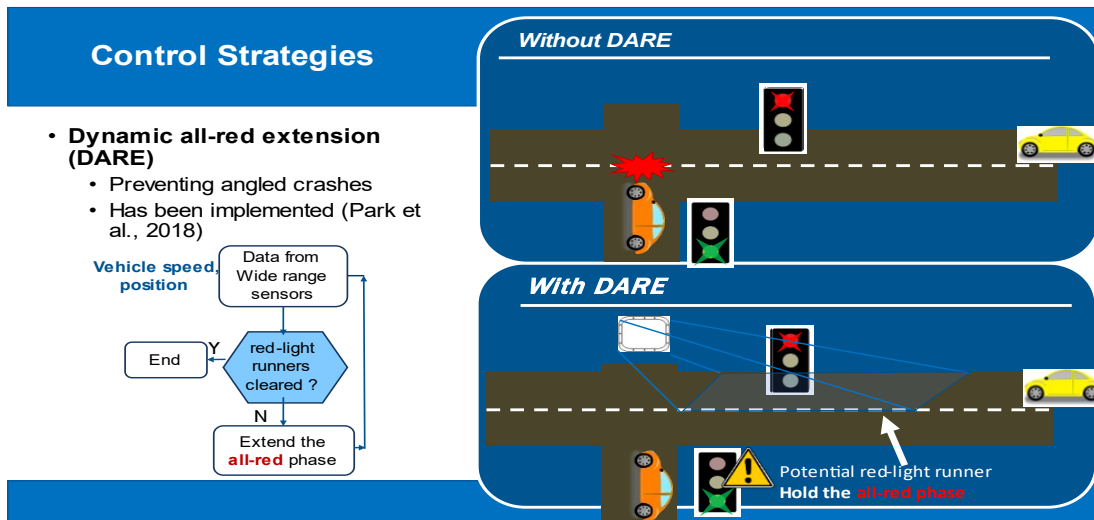 Control Strategies
• Dynamic all-red extension
(DARE)
• Preventing angled crashes
• Has been implemented (Park et
al., 2018)
Vehicle speed,
position
Data from
Wide range
sensors
red-light
runners
cleared ?
Y
End
N
Extend the
all-red phase
Without DARE
With DARE
Potential red-light runner
Hold the all-red phase